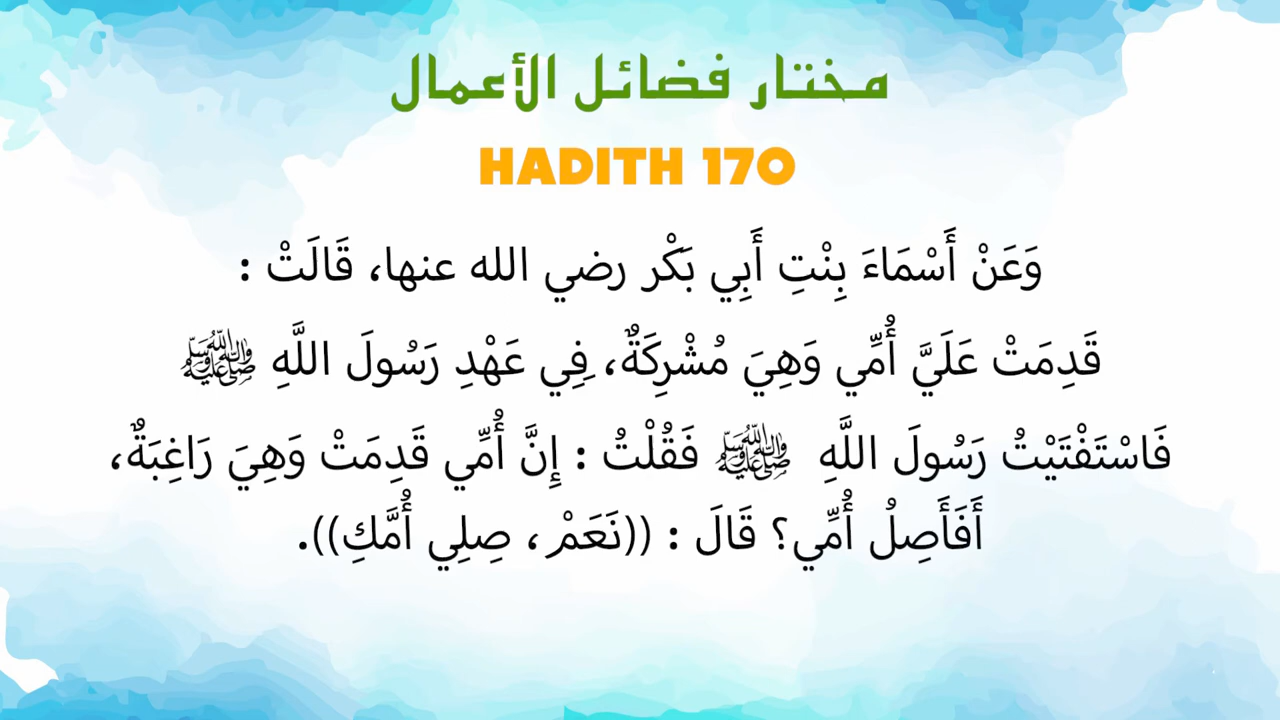 مختار فضائل الأعمال
HADITH 170
وَعَنْ أَسْمَاءَ بِنْتِ أَبِي بَكْر رضي الله عنها، قَالَتْ :
قَدِمَتْ عَلَيَّ أُمِّي وَهِيَ مُشْرِكَةٌ، فِي عَهْدِ رَسُولَ اللَّهِ ﷺ
فَاسْتَفْتَيْتُ رَسُولَ اللَّهِ ﷺ فَقُلْتُ : إِنَّ أُمِّي قَدِمَتْ وَهِيَ رَاغِبَةٌ،
أَفَأَصِلُ أُمِّي؟ قَالَ : ((نَعَمْ، صِلِي أُمَّكِ)).